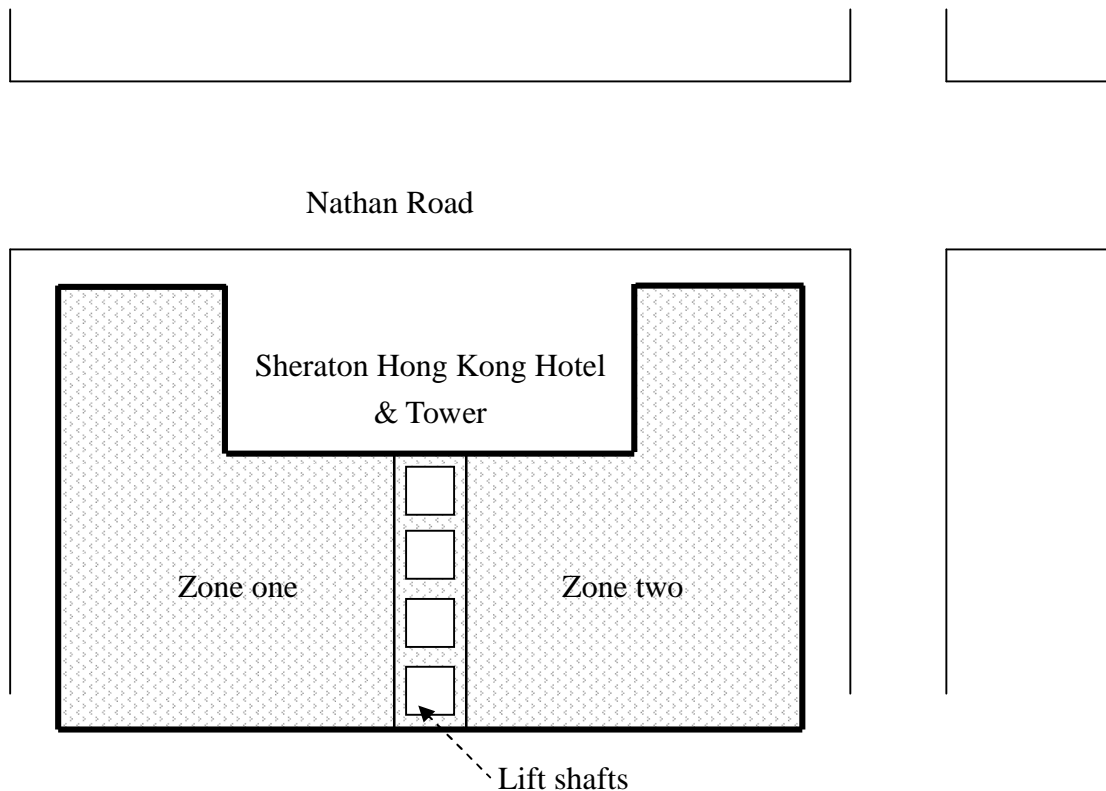 Nathan Road
Sheraton Hong Kong Hotel
& Tower
Zone one
Zone two
Lift shafts